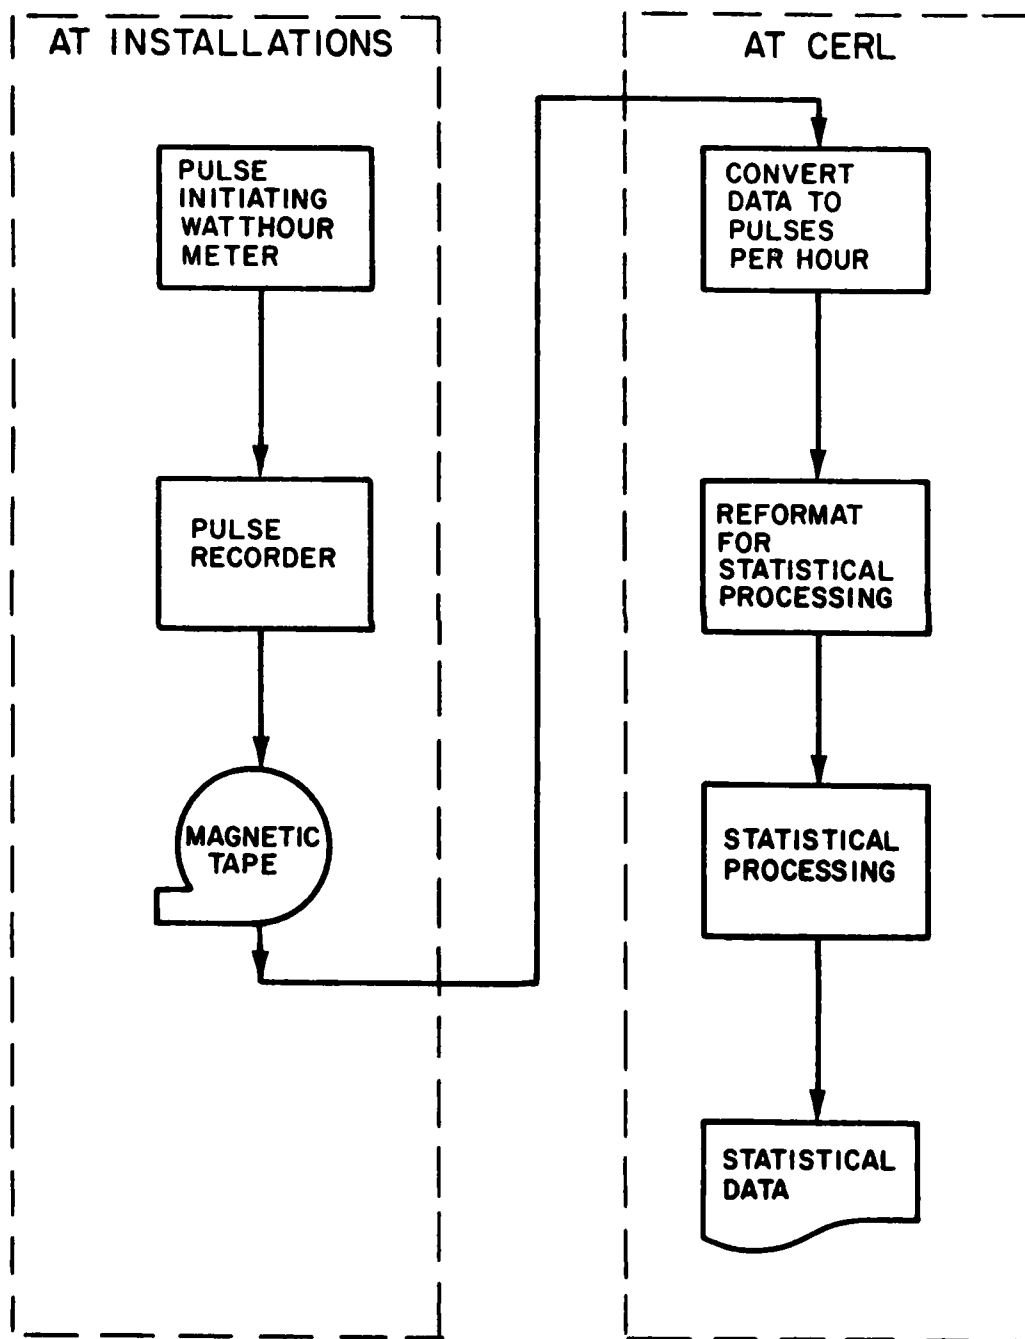 AT INSTALLATIONS
PULSE
INITIATING
WATTHOUR
METER
PULSE
RECORDER
MAGNETIC
TAPE
AT CERL
CONVERT
DATA TO
PULSES
PER HOUR
REFORMAT
FOR
STATISTICAL
PROCESSING
STATISTICAL
PROCESSING
STATISTICAL
DATA